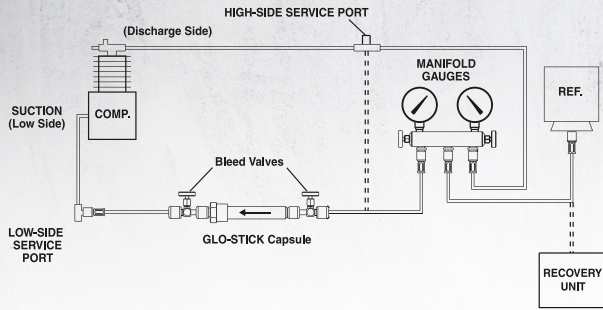 HIGH-SIDE SERVICE PORT
(Discharge Side)
MANIFOLD
GAUGES
REF.
SUCTION
(Low Side)
COMP.
Bleed Valves
LOW-SIDE
SERVICE
PORT
GLO-STICK Capsule
RECOVERY
UNIT